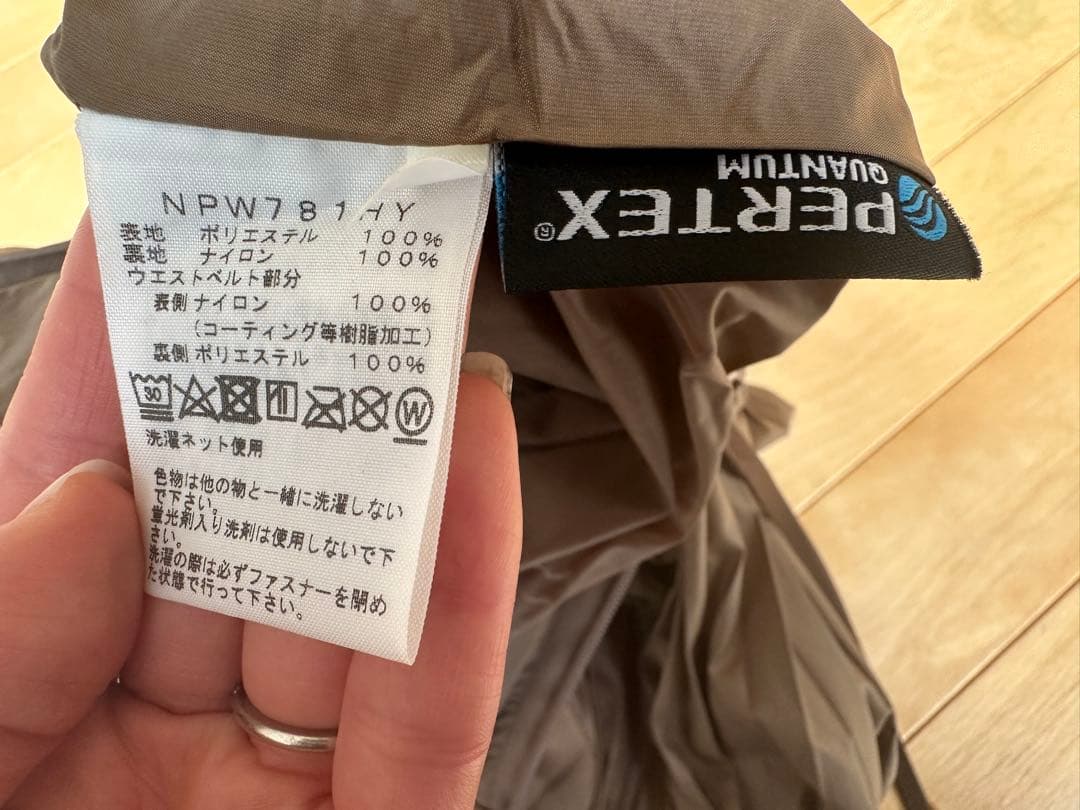 NPW781HY
表地 ポリエステル 100%
裏地 ナイロン 100%
ウエストベルト部分
表側 ナイロン 100%
(コーティング等樹脂加工)
裏側 ポリエステル 100%
30
W
洗濯ネット使用
色物は他の物と一緒に洗濯しない
で下さい。
蛍光剤入り洗剤は使用しないで下
さい。
洗濯の際は必ずファスナーを閉め
た状態で行って下さい。
PERTEX®
QUANTUM